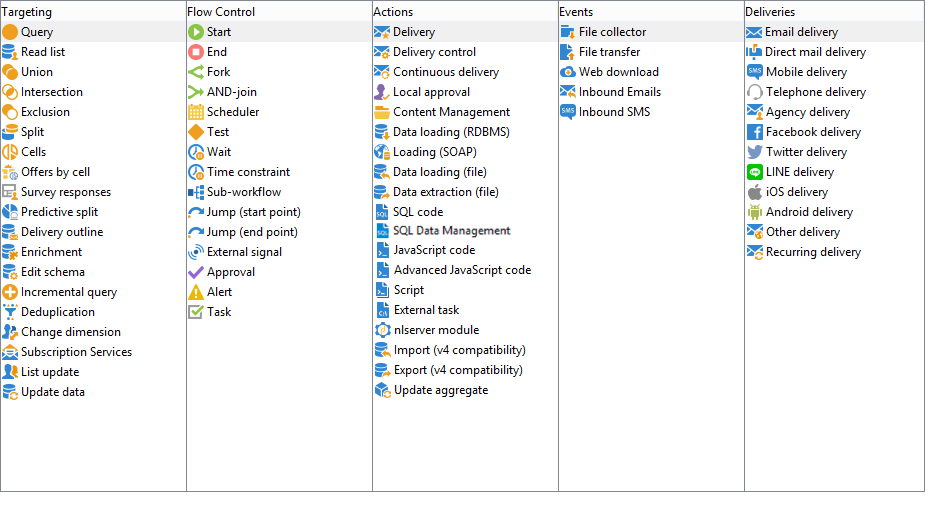 Targeting
Query
Read list
Union
Intersection
Exclusion
Split
Cells
Offers by cell
Survey responses
Predictive split
Delivery outline
Enrichment
Edit schema
Incremental query
Deduplication
Change dimension
Subscription Services
List update
Update data
Flow Control
Start
End
Fork
AND-join
Scheduler
Test
Wait
Time constraint
Sub-workflow
Jump (start point)
Jump (end point)
External signal
Approval
Alert
Task
Actions
Delivery
Delivery control
Continuous delivery
Local approval
Content Management
Data loading (RDBMS)
Loading (SOAP)
Data loading (file)
Data extraction (file)
SQL
SQL code
SQL
SQL Data Management
JavaScript code
Advanced JavaScript code
Script
C:\
External task
nlserver module
Import (v4 compatibility)
Export (v4 compatibility)
Update aggregate
Events
File collector
File transfer
Web download
Inbound Emails
SMS
Inbound SMS
Deliveries
Email delivery
Direct mail delivery
SMS
Mobile delivery
Telephone delivery
Agency delivery
Facebook delivery
Twitter delivery
LINE
LINE delivery
iOS delivery
Android delivery
Other delivery
Recurring delivery